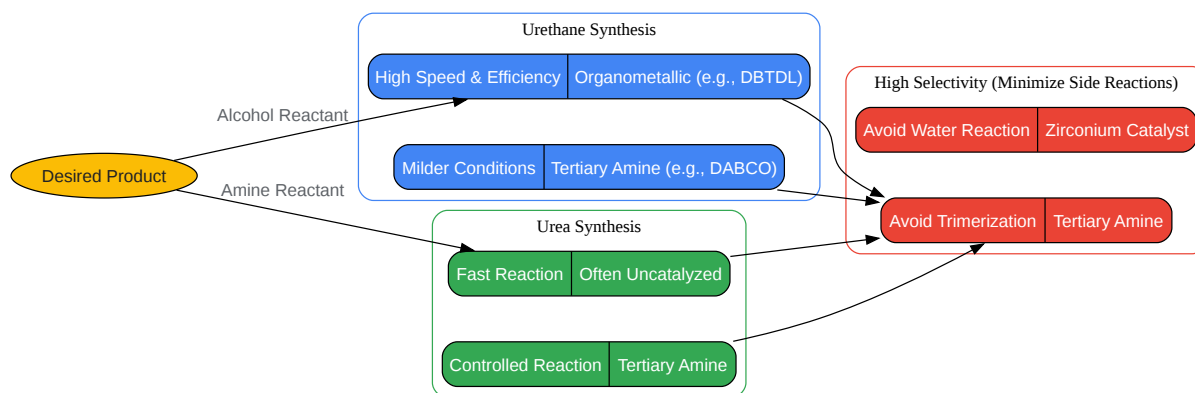 Desired Product
Alcohol Reactant
Amine Reactant
Urethane Synthesis
High Speed & Efficiency
Organometallic (e.g., DBTDL)
Milder Conditions
Tertiary Amine (e.g., DABCO)
Urea Synthesis
Fast Reaction
Often Uncatalyzed
Controlled Reaction
Tertiary Amine
High Selectivity (Minimize Side Reactions)
Avoid Water Reaction
Zirconium Catalyst
Avoid Trimerization
Tertiary Amine